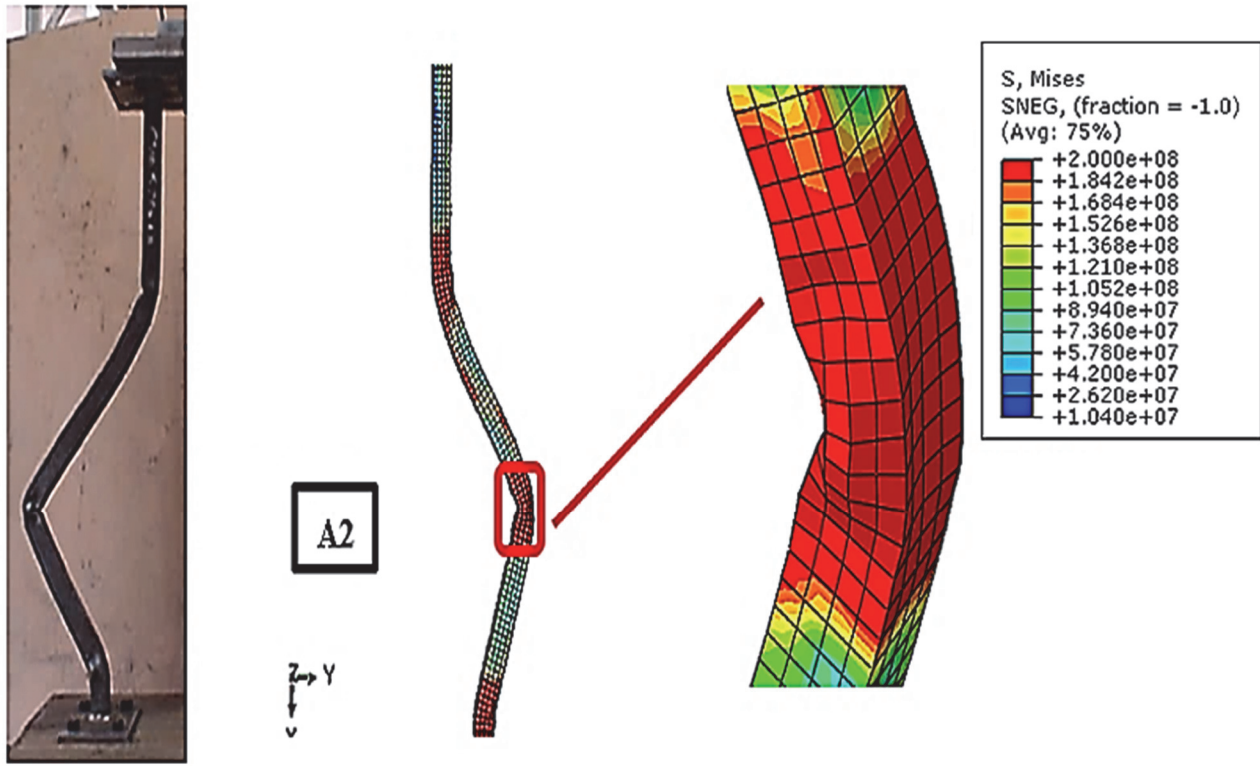 A2
Z Y
S, Mises
SNEG, (fraction = -1.0)
(Avg: 75%)
+2.000e+08
+1.842e+08
+1.684e+08
+1.526e+08
+1.368e+08
+1.210e+08
+1.052e+08
+8.940e+07
+7.360e+07
+5.780e+07
+4.200e+07
+2.620e+07
+1.040e+07